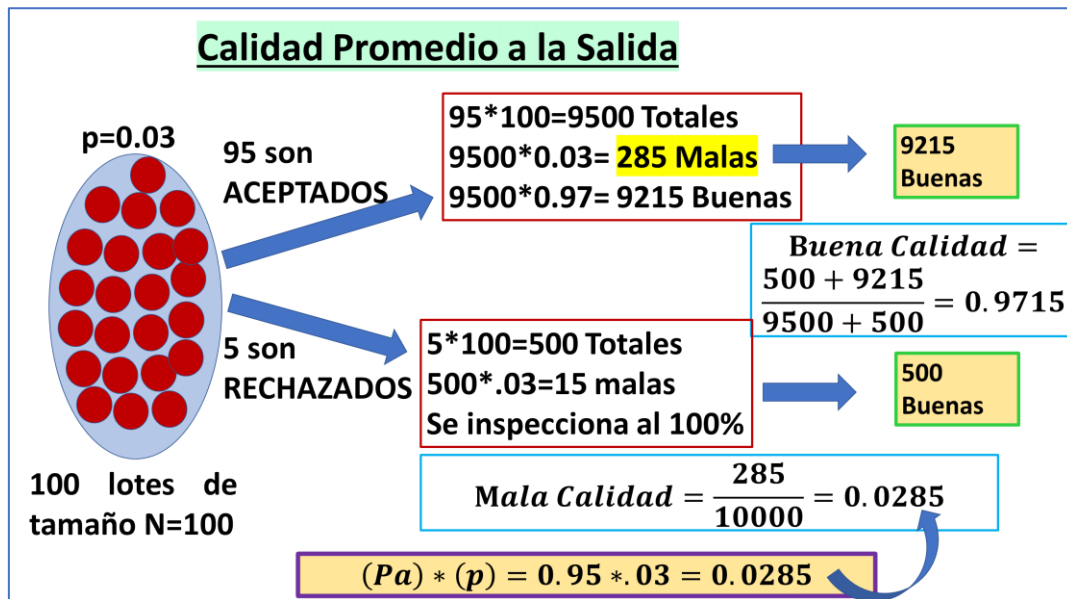 Calidad Promedio a la Salida
p=0.03
95 son
ACEPTADOS
95*100=9500 Totales
9500*0.03= 285 Malas
9500*0.97= 9215 Buenas
9215
Buenas
Buena Calidad =
500 + 9215
9500 + 500
= 0.9715
5 son
RECHAZADOS
5*100=500 Totales
500*.03=15 malas
Se inspecciona al 100%
500
Buenas
100 lotes de
tamaño N=100
Mala Calidad = 285/10000 = 0.0285
(Pa) * (p) = 0.95 *.03 = 0.0285